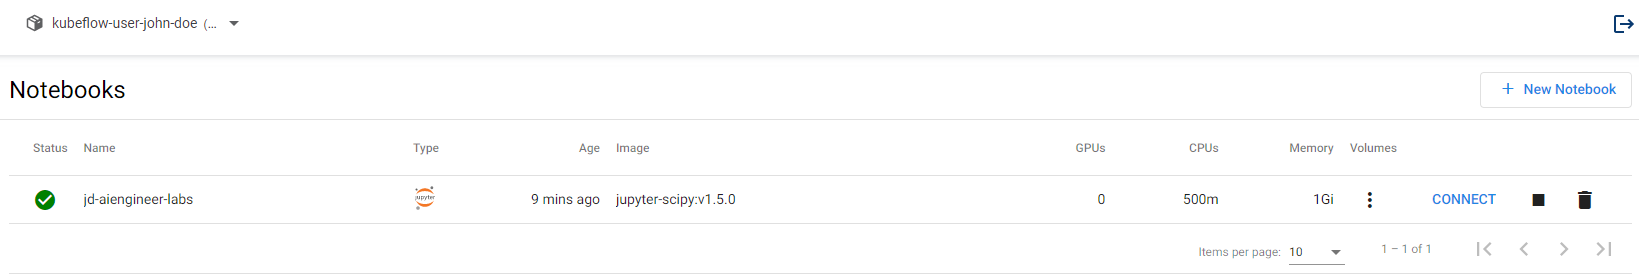 kubeflow-user-john-doe (...
Notebooks
+ New Notebook
Status Name Type Age Image GPUs CPUs Memory Volumes
jd-aiengineer-labs jupyter 9 mins ago jupyter-scipy:v1.5.0 0 500m 1Gi CONNECT
Items per page: 10 1 – 1 of 1